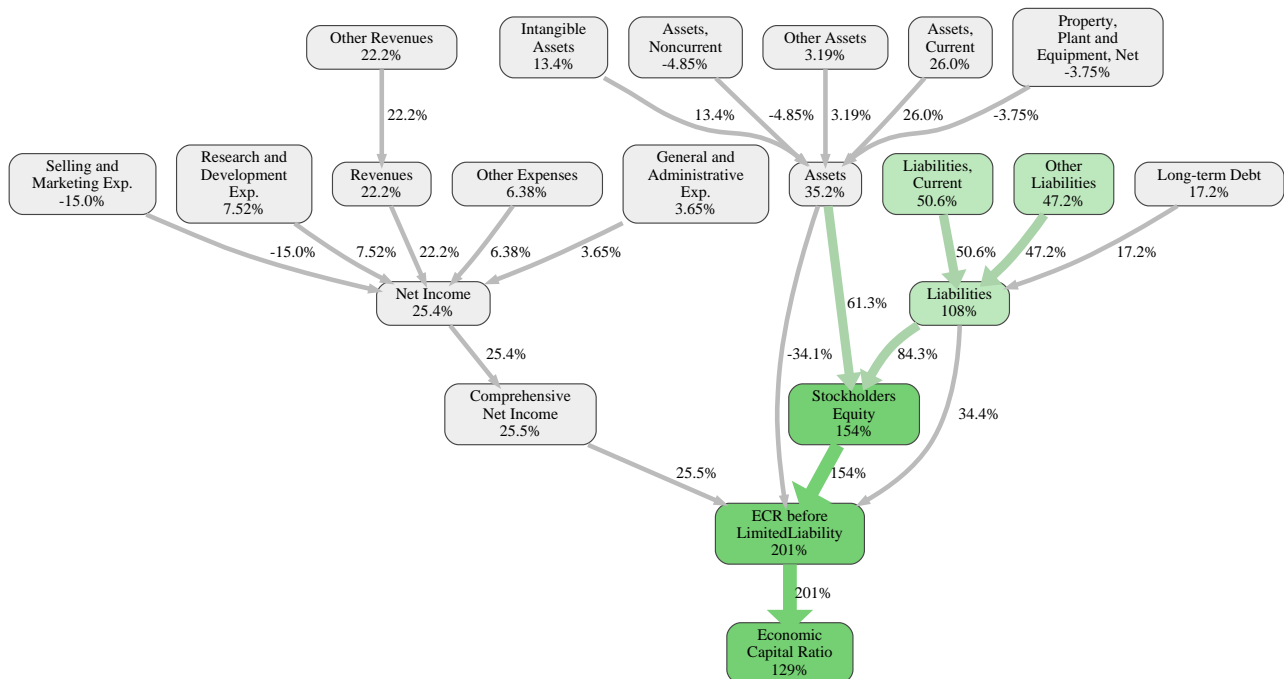 Other Revenues
22.2%
Intangible
Assets
13.4%
Assets,
Noncurrent
-4.85%
Other Assets
3.19%
Assets,
Current
26.0%
Property,
Plant and
Equipment, Net
-3.75%
22.2%
13.4%
-4.85%
3.19%
26.0%
-3.75%
Selling and
Marketing Exp.
-15.0%
Research and
Development
Exp.
7.52%
Revenues
22.2%
Other Expenses
6.38%
General and
Administrative
Exp.
3.65%
Assets
35.2%
Liabilities,
Current
50.6%
Other
Liabilities
47.2%
Long-term Debt
17.2%
-15.0%
7.52%
22.2%
6.38%
3.65%
50.6%
47.2%
17.2%
Net Income
25.4%
61.3%
Liabilities
108%
25.4%
-34.1%
84.3%
Comprehensive
Net Income
25.5%
Stockholders
Equity
154%
34.4%
25.5%
154%
ECR before
LimitedLiability
201%
201%
Economic
Capital Ratio
129%